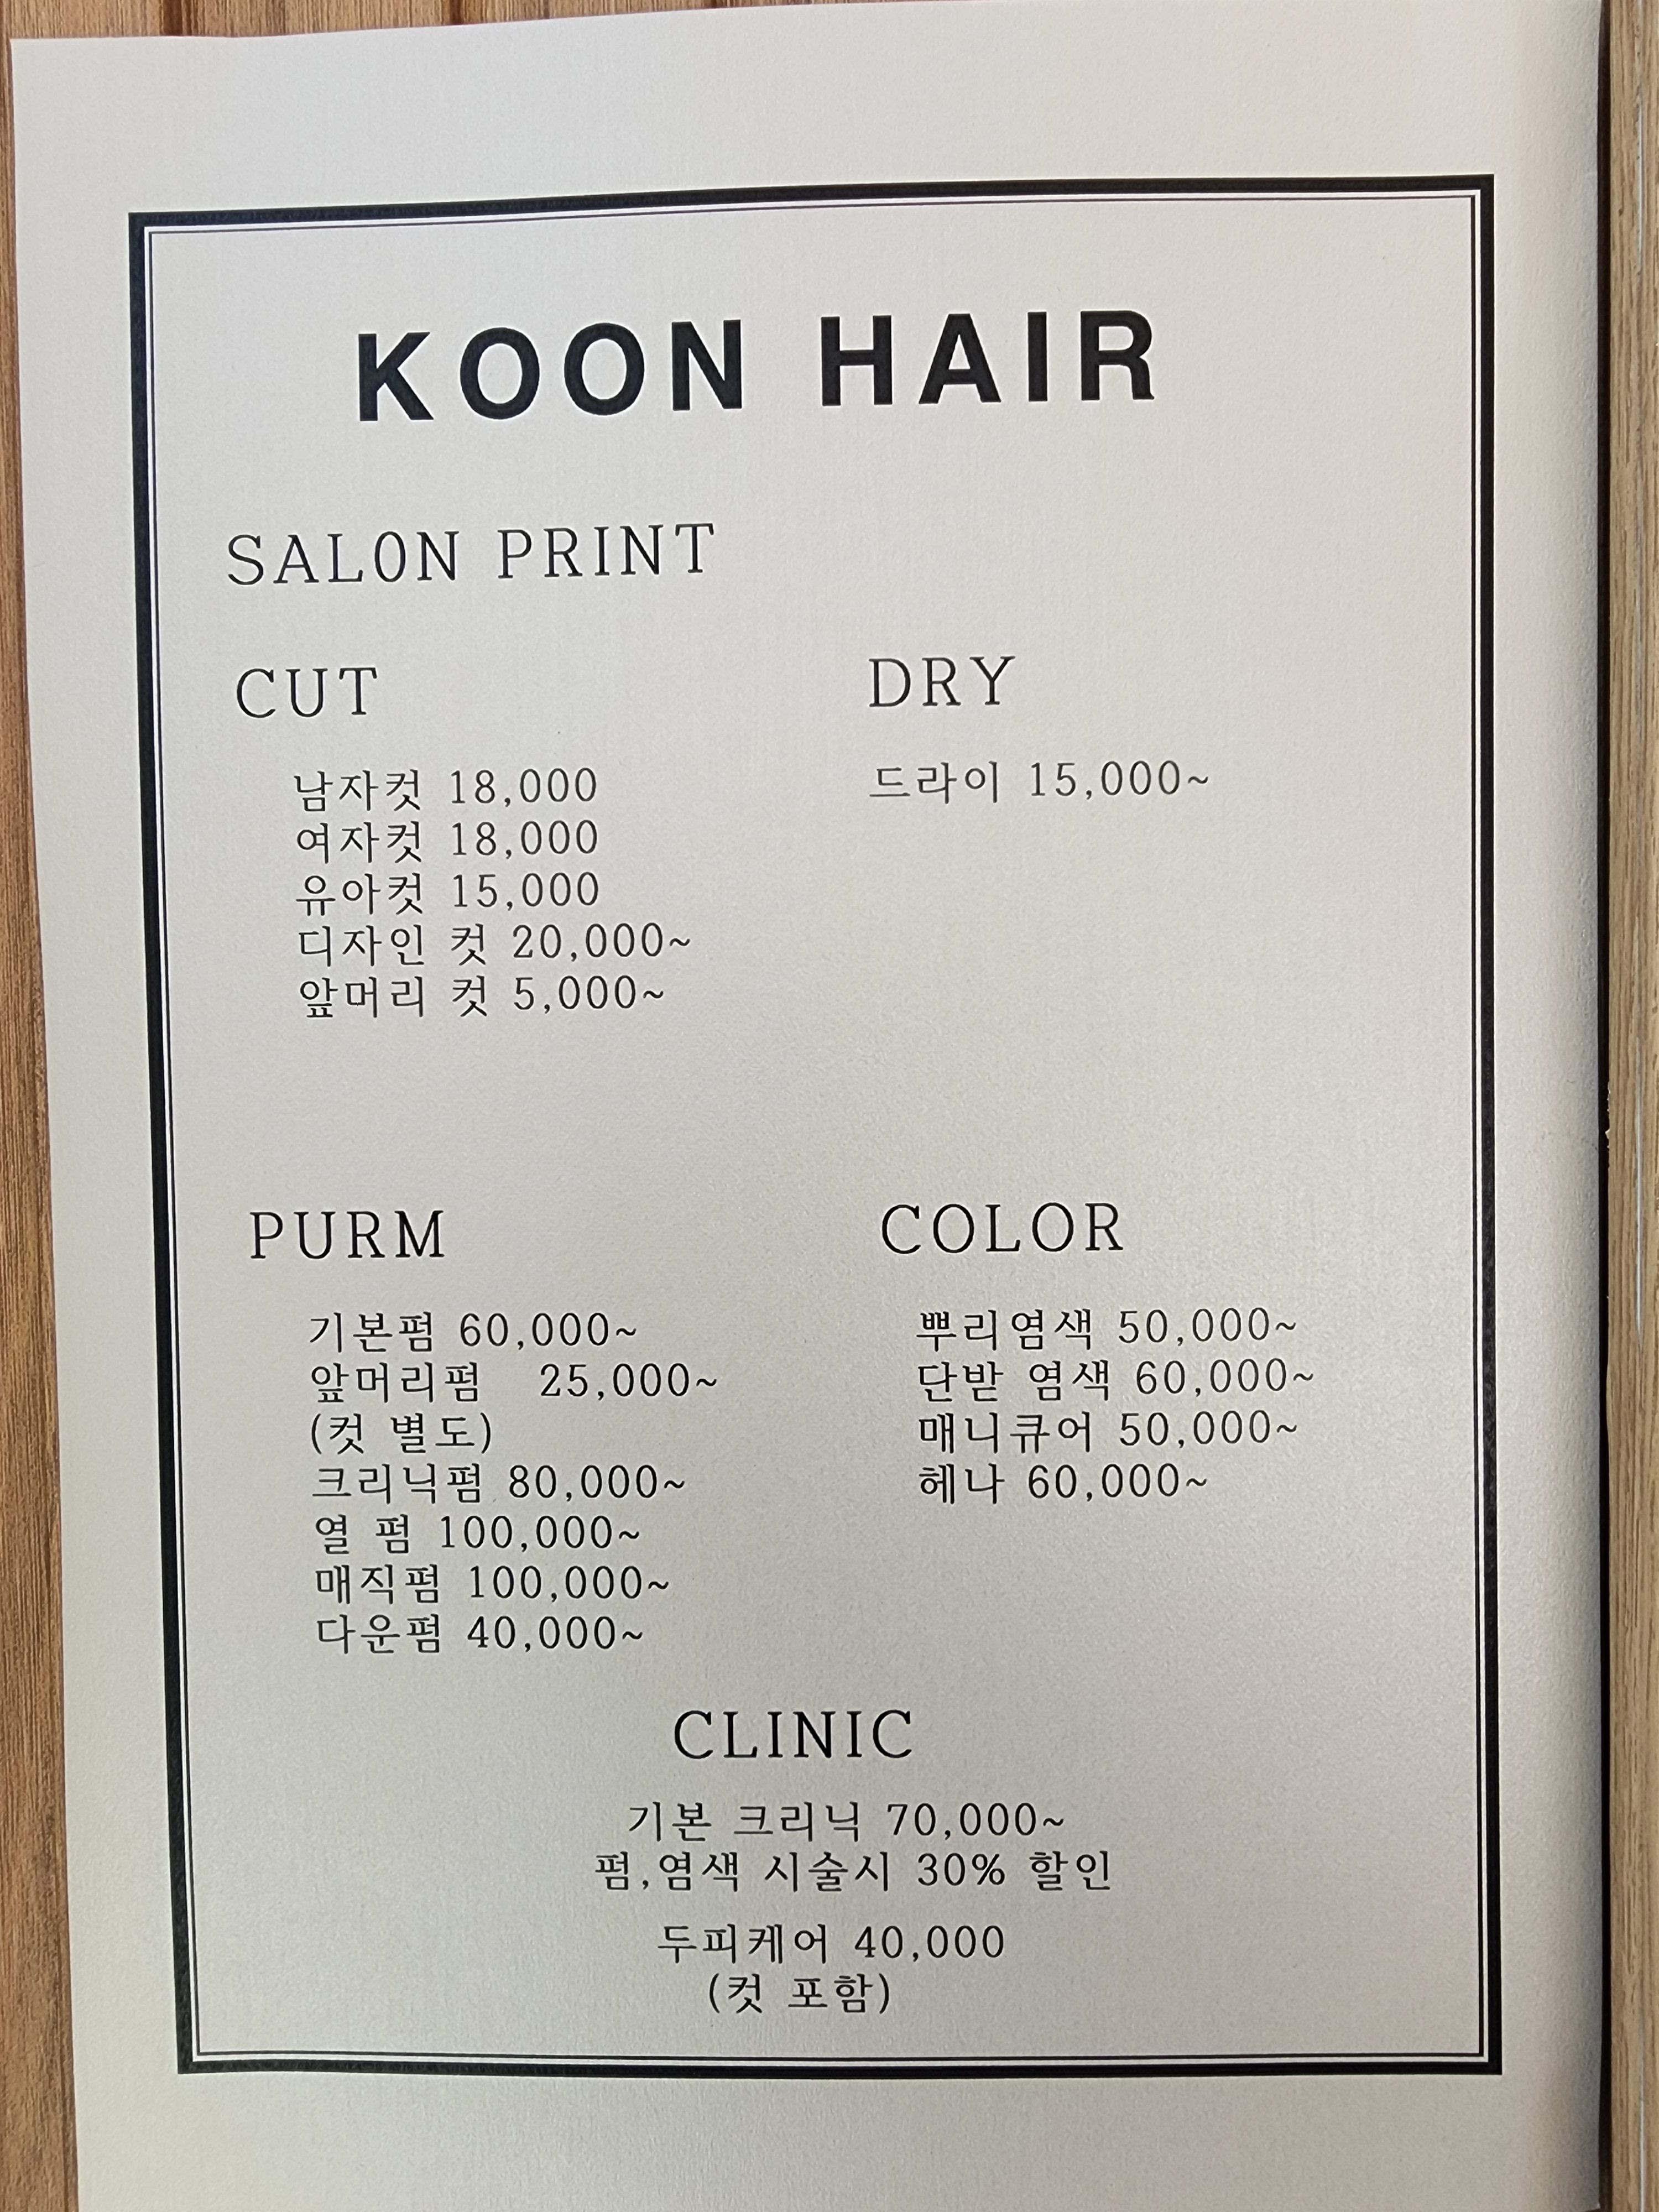 KOON HAIR
SALON PRINT
CUT
남자컷 18,000
여자컷 18,000
유아컷 15,000
디자인 컷 20,000~
앞머리 컷 5,000~
DRY
드라이 15,000~
PURM
기본펌 60,000~
앞머리펌 25,000~
(컷 별도)
크리닉펌 80,000~
열 펌 100,000~
매직펌 100,000~
다운펌 40,000~
COLOR
뿌리염색 50,000~
단받 염색 60,000~
매니큐어 50,000~
헤나 60,000~
CLINIC
기본 크리닉 70,000~
펌,염색 시술시 30% 할인
두피케어 40,000
(컷 포함)